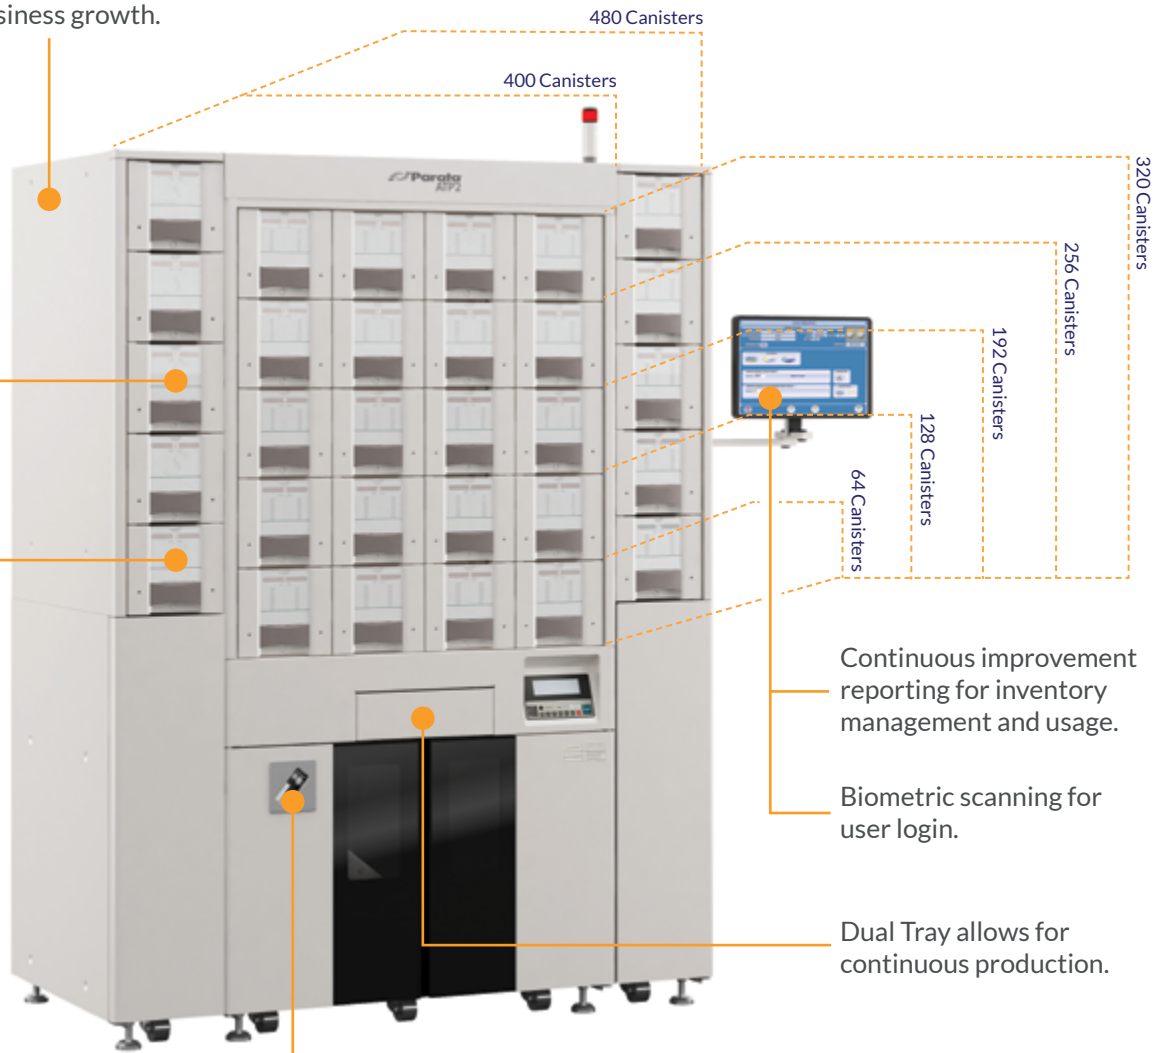 siness growth.
480 Canisters
400 Canisters
Parata
ATP2
320 Canisters
256 Canisters
192 Canisters
128 Canisters
64 Canisters
Continuous improvement
reporting for inventory
management and usage.
Biometric scanning for
user login.
Dual Tray allows for
continuous production.